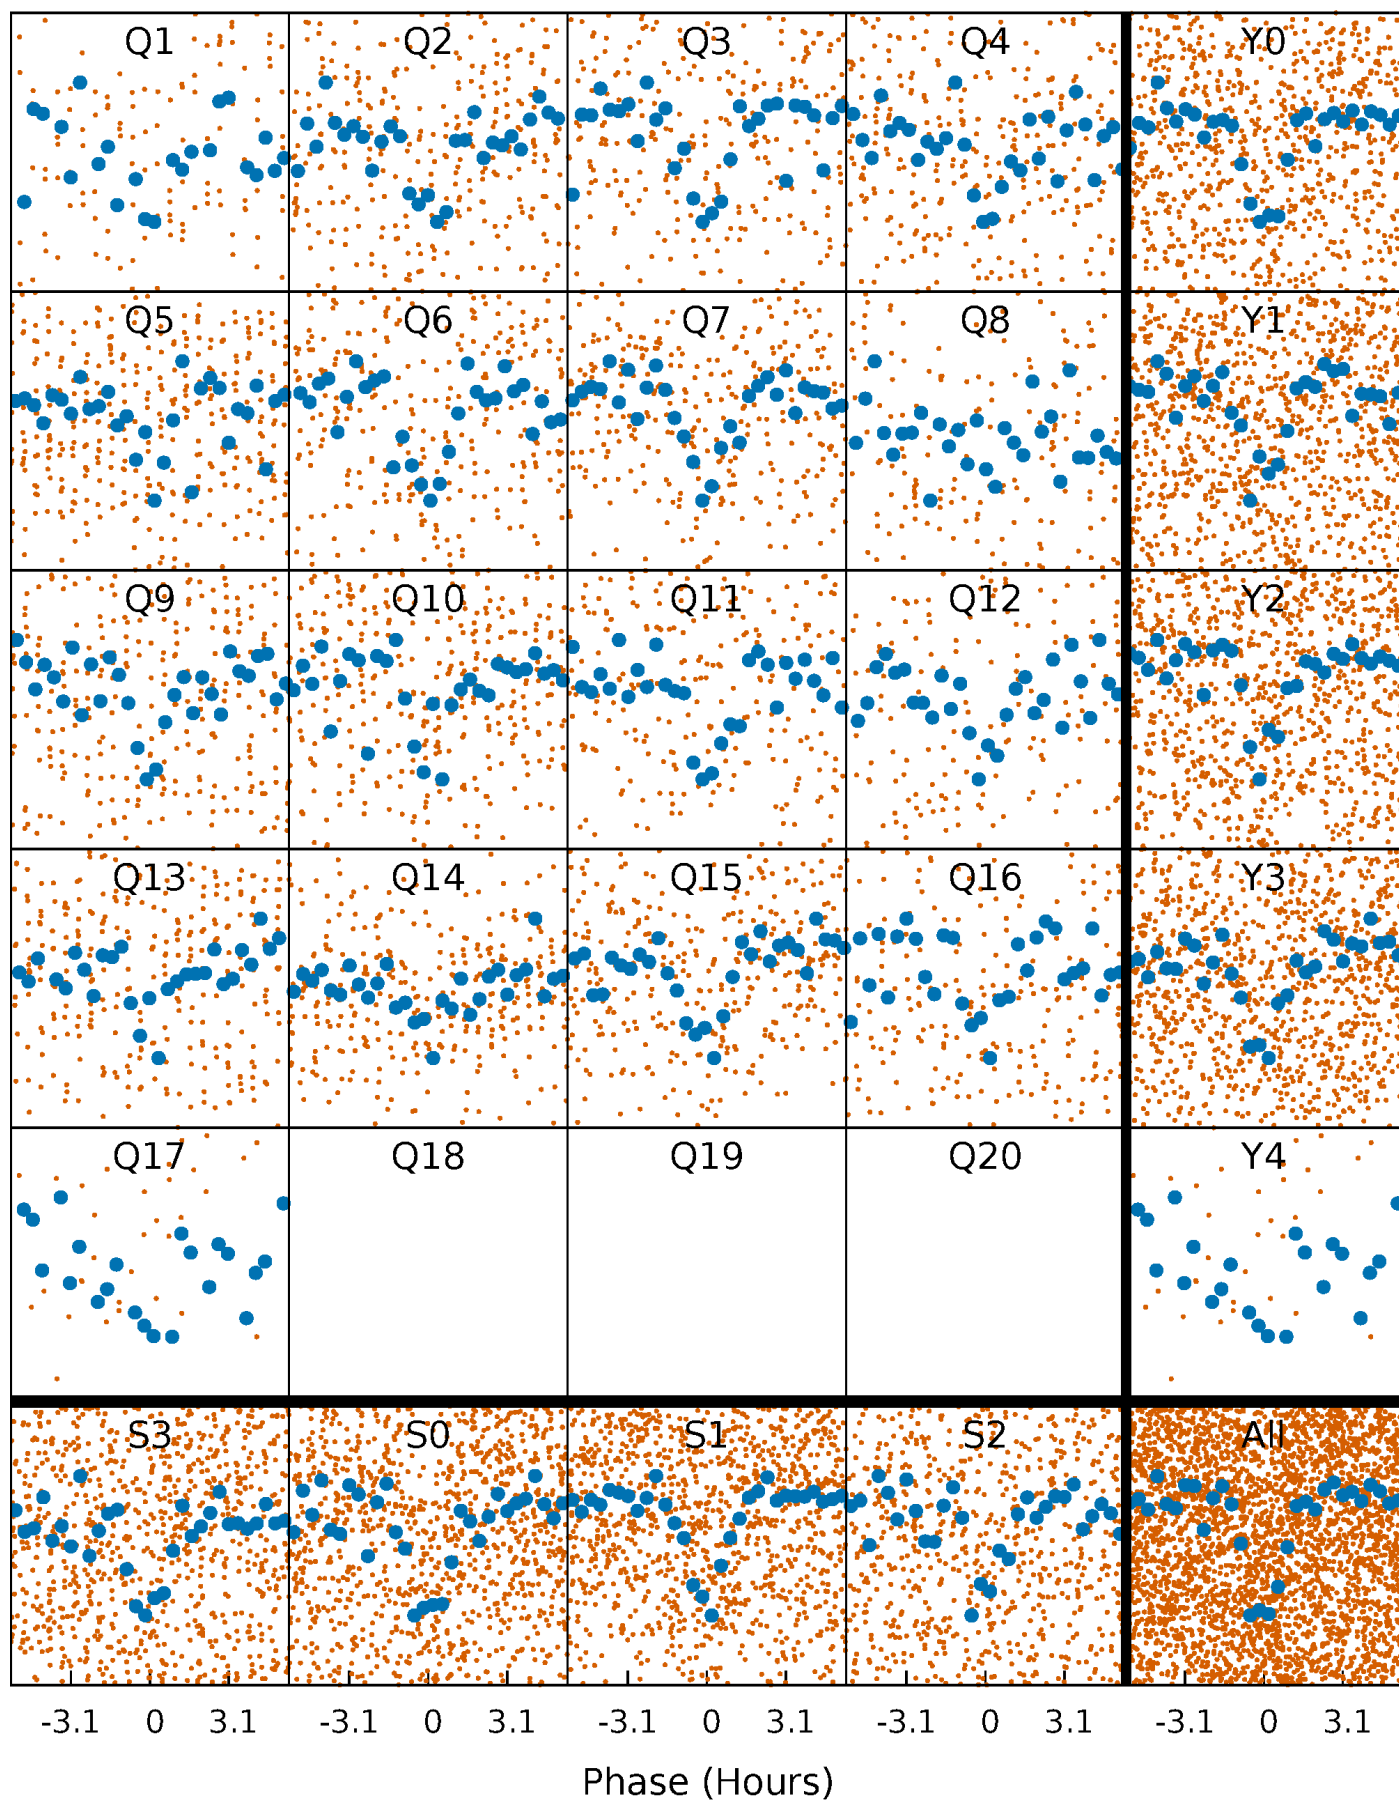 Q1 Q2 Q3 Q4 Y0
Q5 Q6 Q7 Q8 Y1
Q9 Q10 Q11 Q12 Y2
Q13 Q14 Q15 Q16 Y3
Q17 Q18 Q19 Q20 Y4
S3 S0 S1 S2 All
-3.1 0 3.1 -3.1 0 3.1 -3.1 0 3.1 -3.1 0 3.1 -3.1 0 3.1
Phase (Hours)